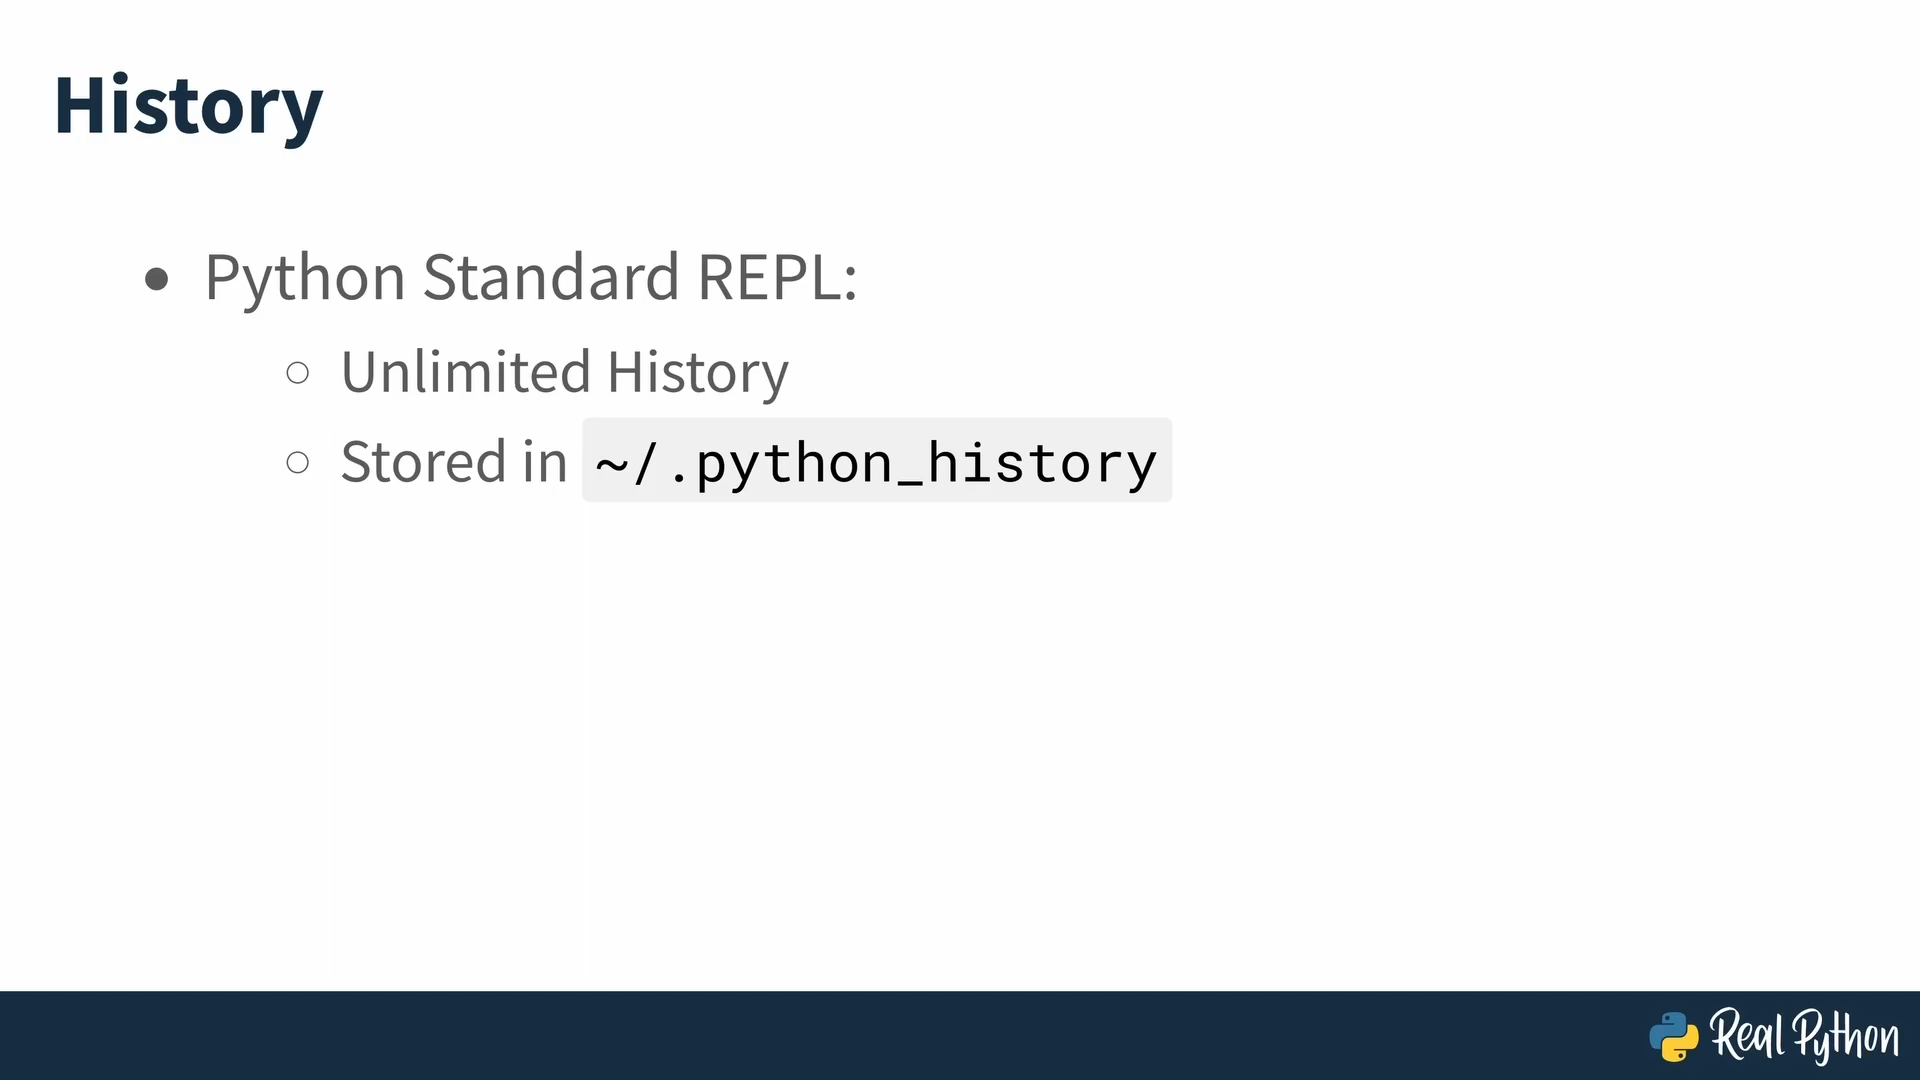 History
• Python Standard REPL:
○ Unlimited History
○ Stored in ~/.python_history
Real Python